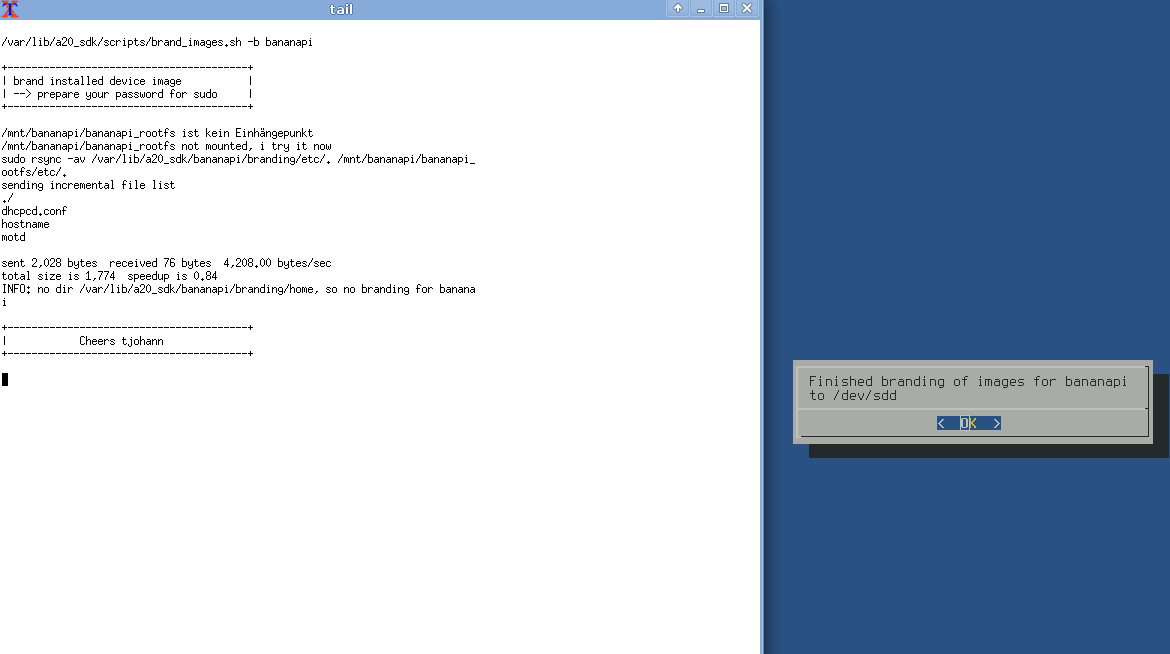 tail
/var/lib/a20_sdk/scripts/brand_images.sh -b bananapi
+----------------------------------------+
| brand installed device image           |
| --> prepare your password for sudo     |
+----------------------------------------+
/mnt/bananapi/bananapi_rootfs ist kein Einhängepunkt
/mnt/bananapi/bananapi_rootfs not mounted, i try it now
sudo rsync -av /var/lib/a20_sdk/bananapi/branding/etc/. /mnt/bananapi/bananapi_
ootfs/etc/.
sending incremental file list
./
dhcpcd.conf
hostname
motd
sent 2,028 bytes  received 76 bytes  4,208.00 bytes/sec
total size is 1,774  speedup is 0.84
INFO: no dir /var/lib/a20_sdk/bananapi/branding/home, so no branding for banana
i
+----------------------------------------+
|            Cheers tjohann
+----------------------------------------+
Finished branding of images for bananapi
to /dev/sdd
<  OK  >